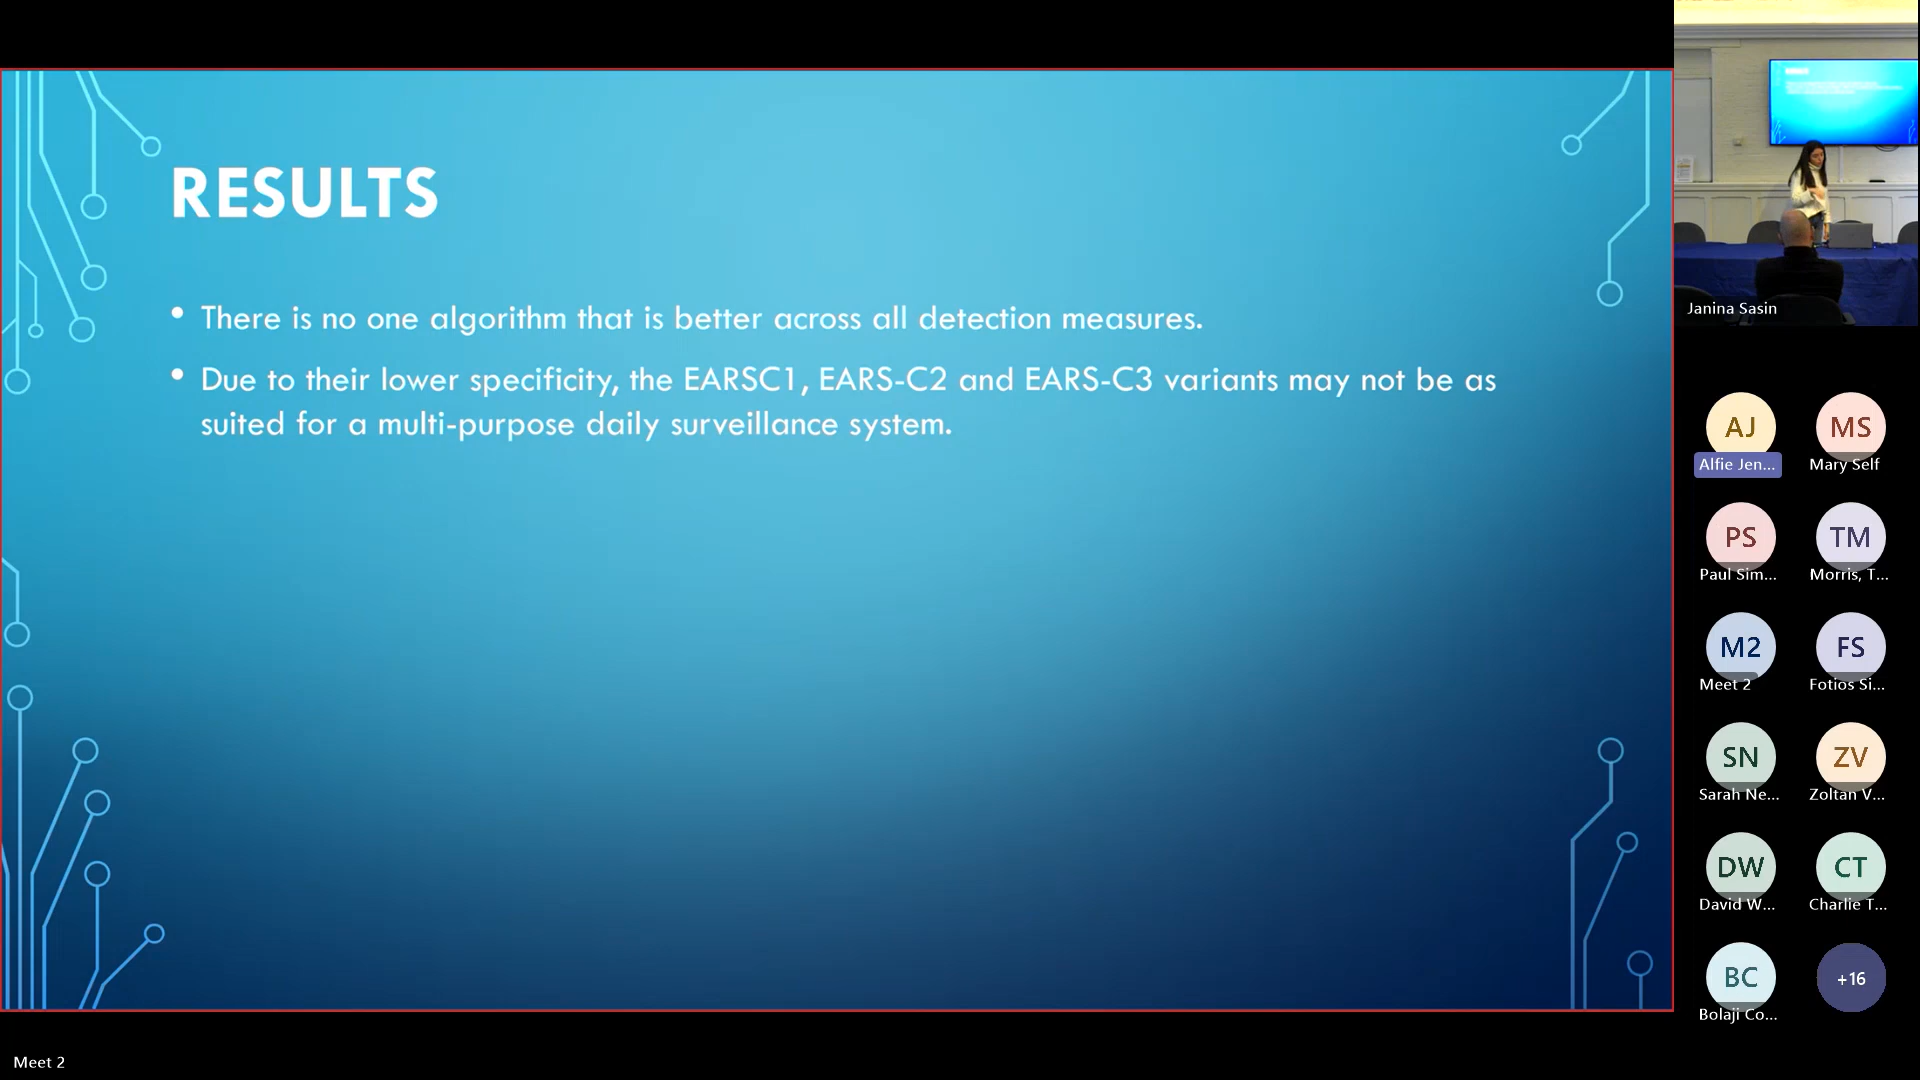 RESULTS
• There is no one algorithm that is better across all detection measures.
• Due to their lower specificity, the EARSC1, EARS-C2 and EARS-C3 variants may not be as
suited for a multi-purpose daily surveillance system.
Janina Sasin
AJ
Alfie Jen...
MS
Mary Self
PS
Paul Sim...
TM
Morris, T...
M2
Meet 2
FS
Fotios Si...
SN
Sarah Ne...
ZV
Zoltan V...
DW
David W...
CT
Charlie T...
BC
Bolaji Co...
+16
Meet 2